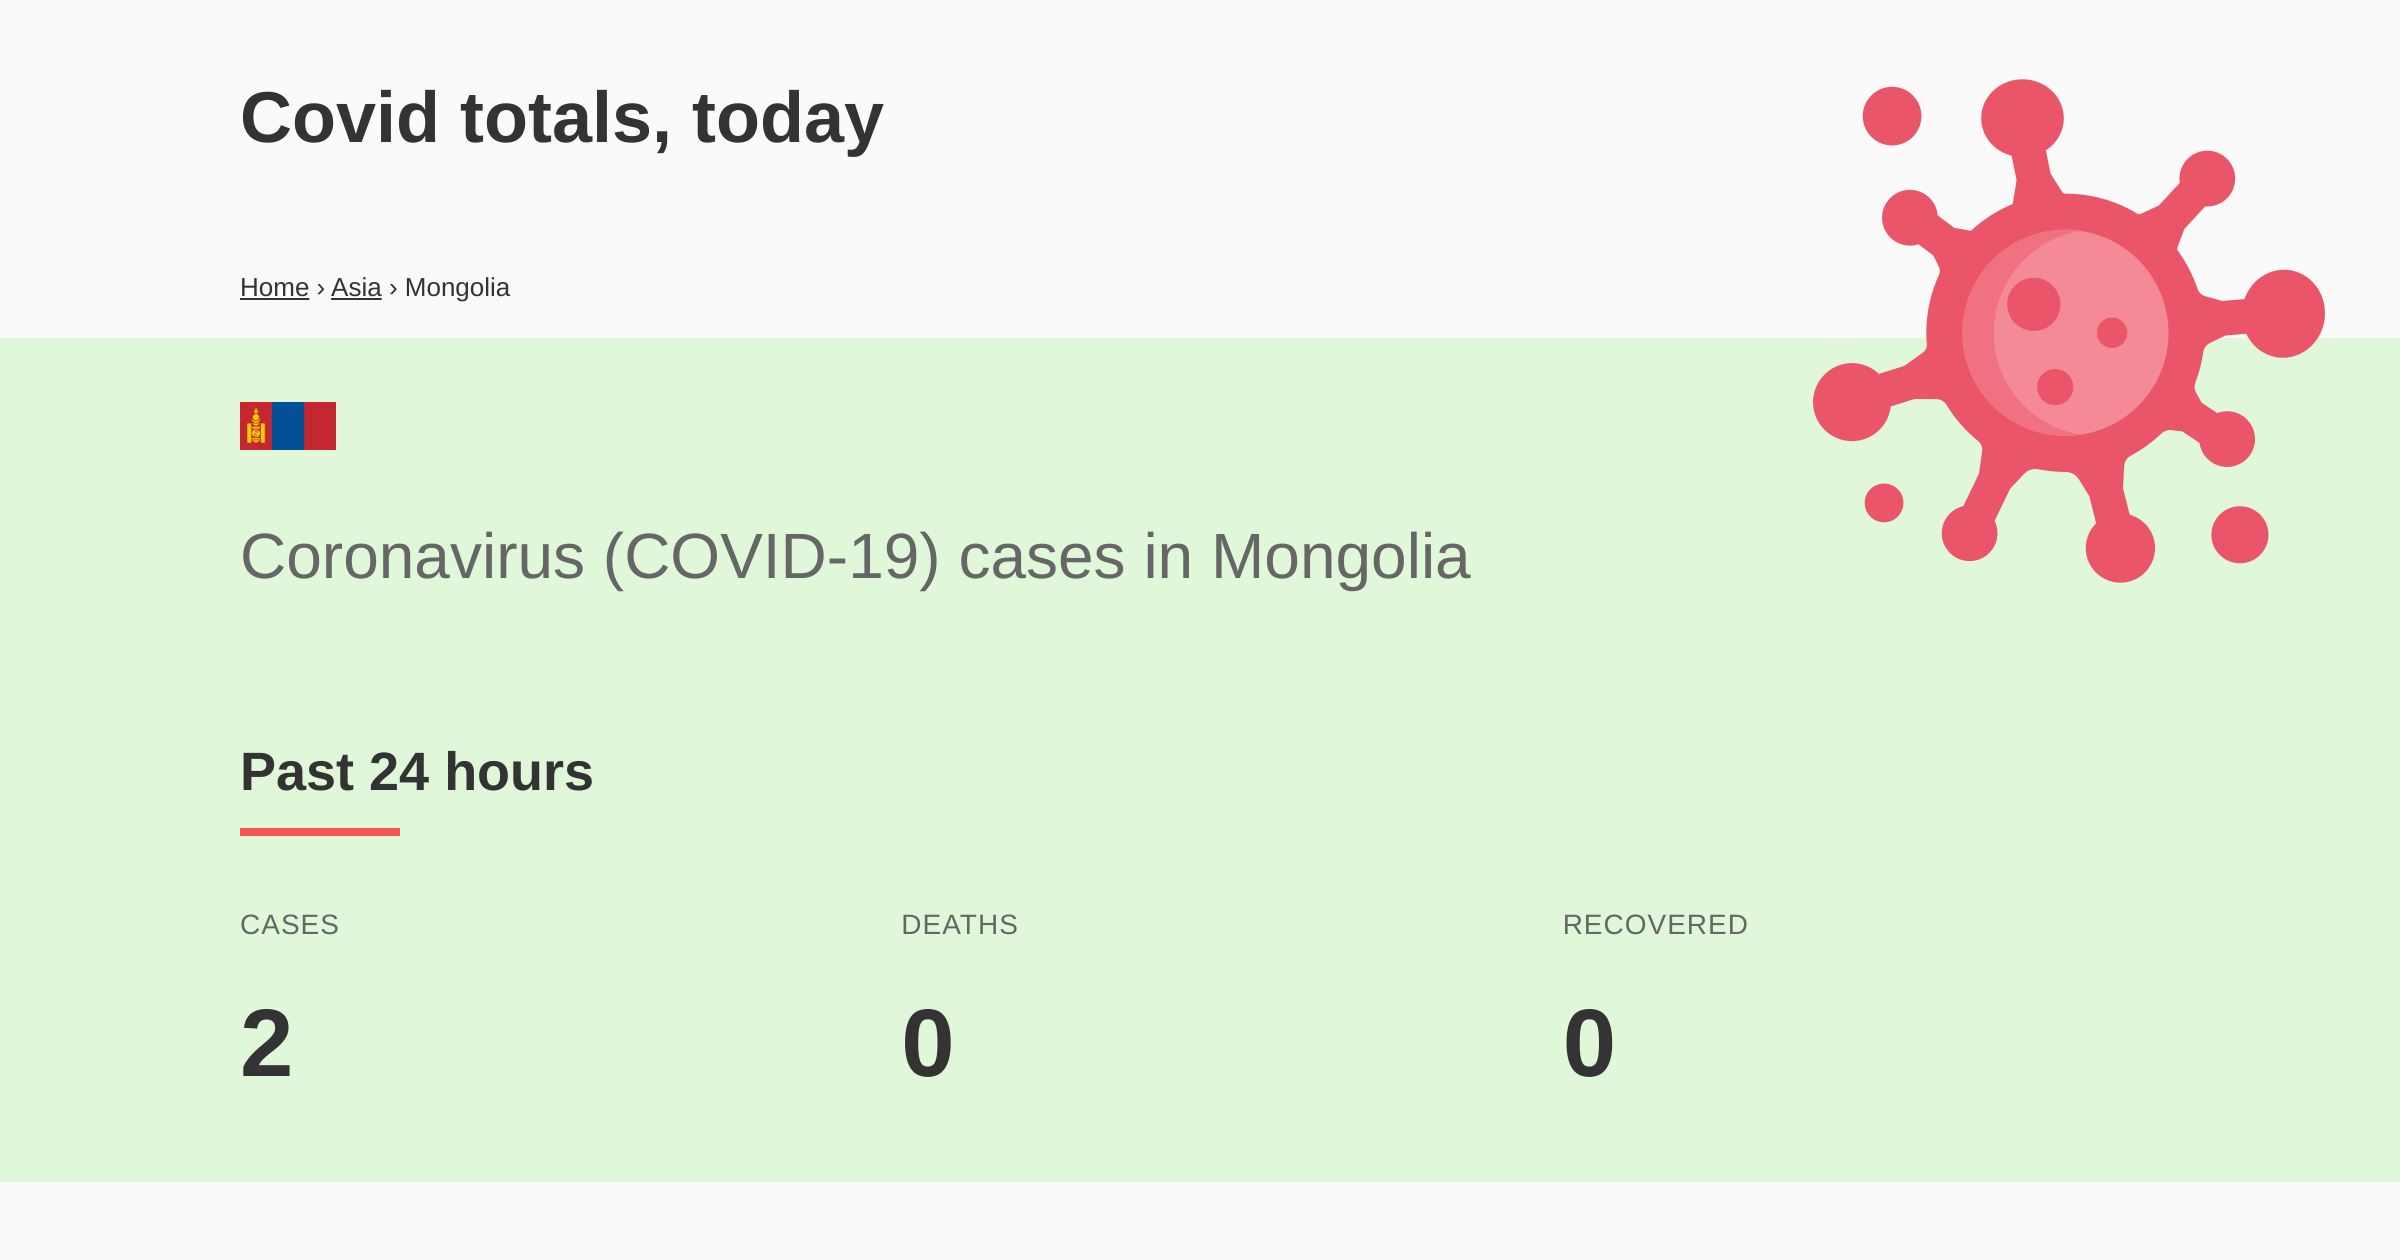 Covid totals, today
Home › Asia › Mongolia
Coronavirus (COVID-19) cases in Mongolia
Past 24 hours
CASES DEATHS RECOVERED
2 0 0